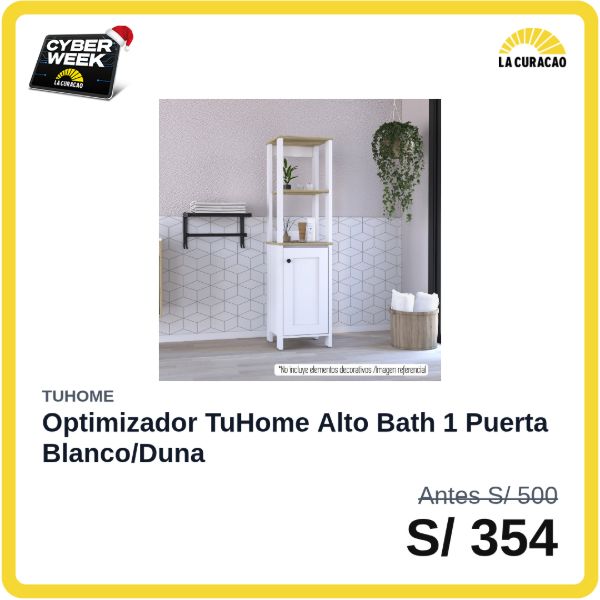 CYBER
WEEK
LA CURACAO
LA CURACAO
*No incluye elementos decorativos /Imagen referencial
TUHOME
Optimizador TuHome Alto Bath 1 Puerta
Blanco/Duna
Antes S/ 500
S/ 354